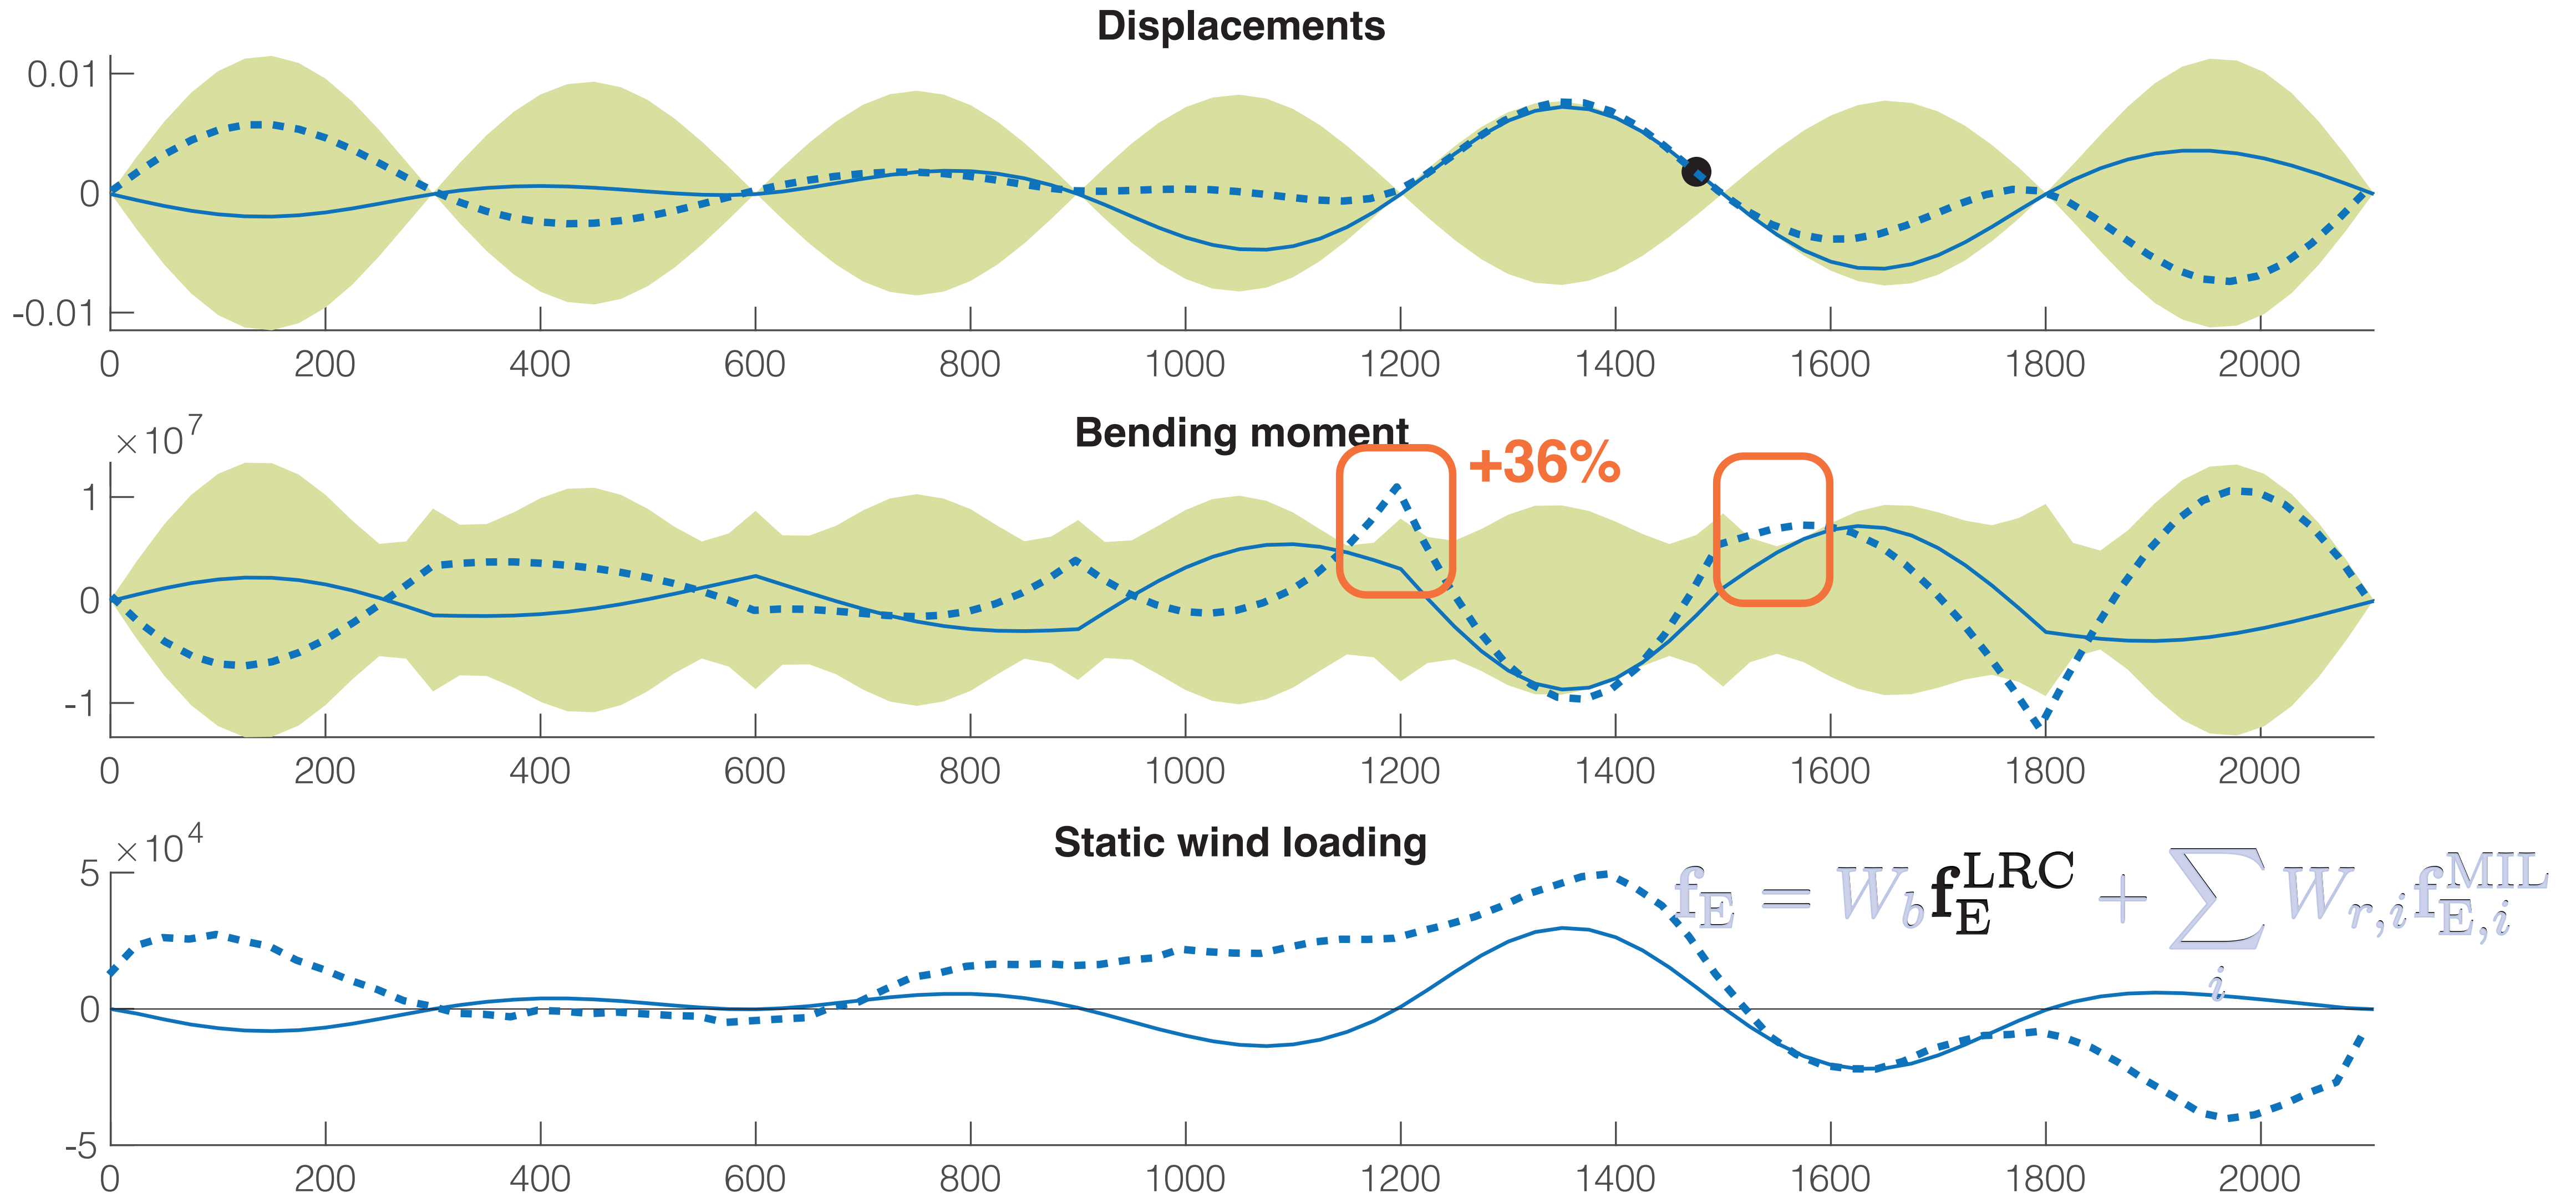 Displacements
0.01
0
-0.01
0 200 400 600 800 1000 1200 1400 1600 1800 2000
Bending moment
×10^7
+36%
1
0
-1
0 200 400 600 800 1000 1200 1400 1600 1800 2000
Static wind loading
×10^4
f_E = W_b f_E^LRC + ∑_i W_{r,i} f_{E,i}^MIL
5
0
-5
0 200 400 600 800 1000 1200 1400 1600 1800 2000